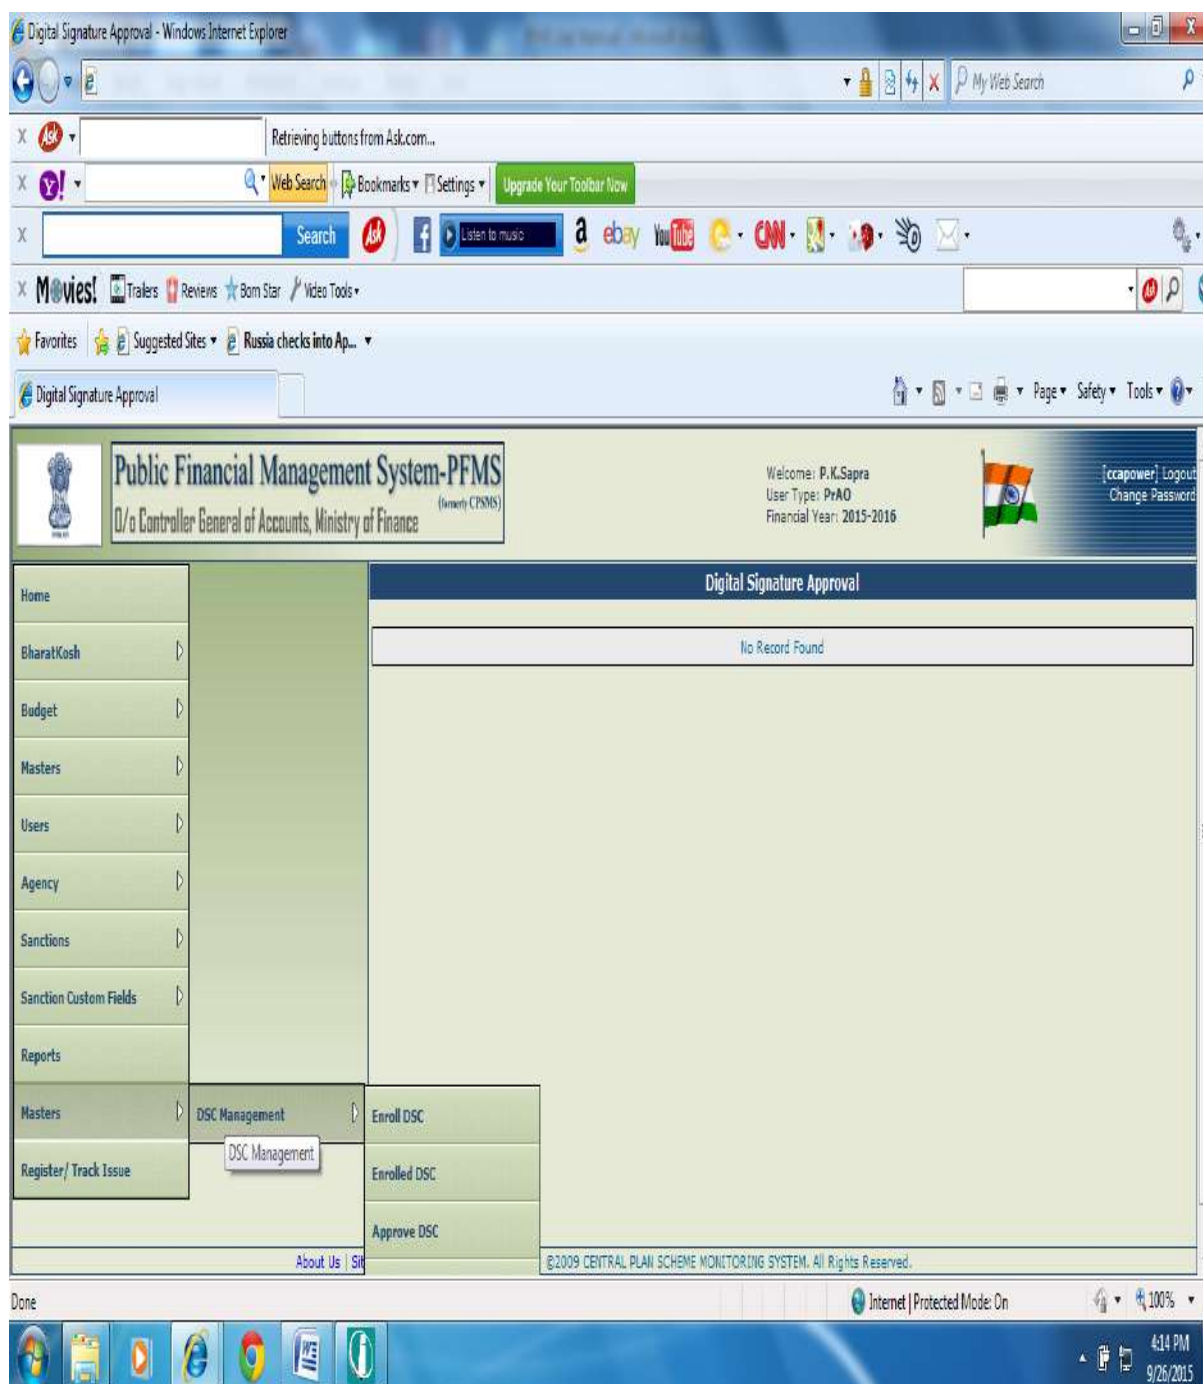 Digital Signature Approval - Windows Internet Explorer
My Web Search
X Ask Retrieving buttons from Ask.com...
X Y! Web Search Bookmarks Settings Upgrade Your Toolbar Now
X Search Ask f Listen to music a ebay YouTube CNN
X Movies! Trailers Reviews Born Star Video Tools
Favorites Suggested Sites Russia checks into Ap...
Digital Signature Approval Page Safety Tools
Public Financial Management System-PFMS
(formerly CPSMS)
O/o Controller General of Accounts, Ministry of Finance
Welcome: P.K.Sapra
User Type: PrAO
Financial Year: 2015-2016
[ccapower] Logout
Change Password
Digital Signature Approval
No Record Found
Home
BharatKosh
Budget
Masters
Users
Agency
Sanctions
Sanction Custom Fields
Reports
Masters
Register/ Track Issue
DSC Management
DSC Management
Enroll DSC
Enrolled DSC
Approve DSC
About Us | Sit
©2009 CENTRAL PLAN SCHEME MONITORING SYSTEM. All Rights Reserved.
Done Internet | Protected Mode: On 100%
4:14 PM
9/26/2015